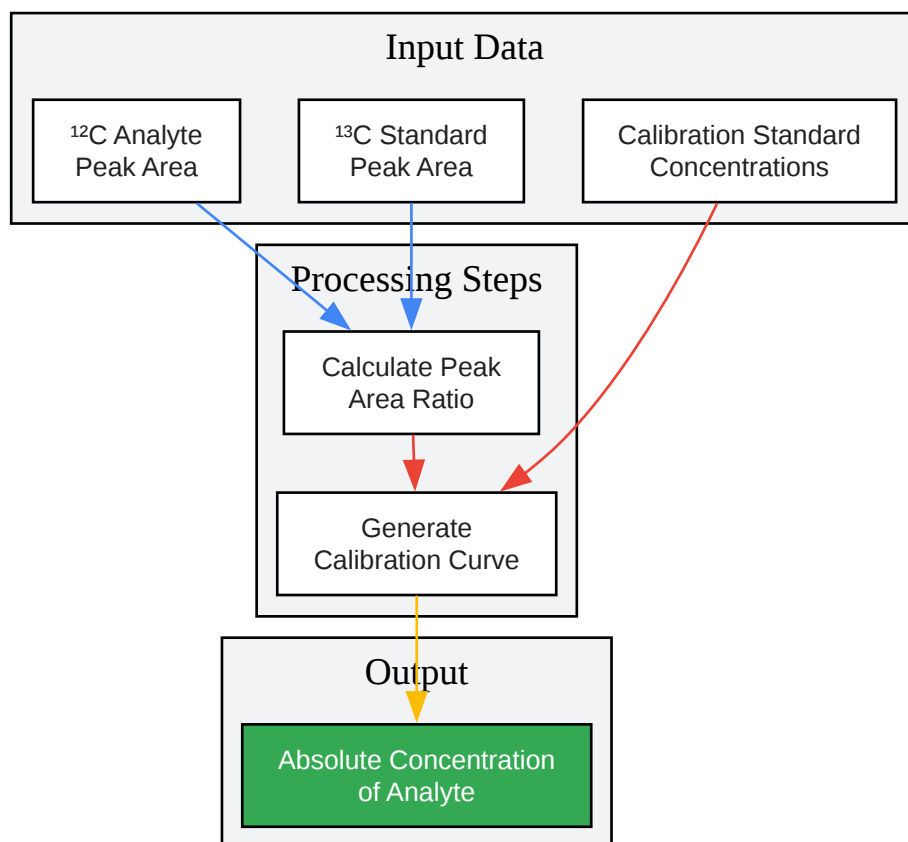 Input Data
¹²C Analyte
Peak Area
¹³C Standard
Peak Area
Calibration Standard
Concentrations
Processing Steps
Calculate Peak
Area Ratio
Generate
Calibration Curve
Output
Absolute Concentration
of Analyte